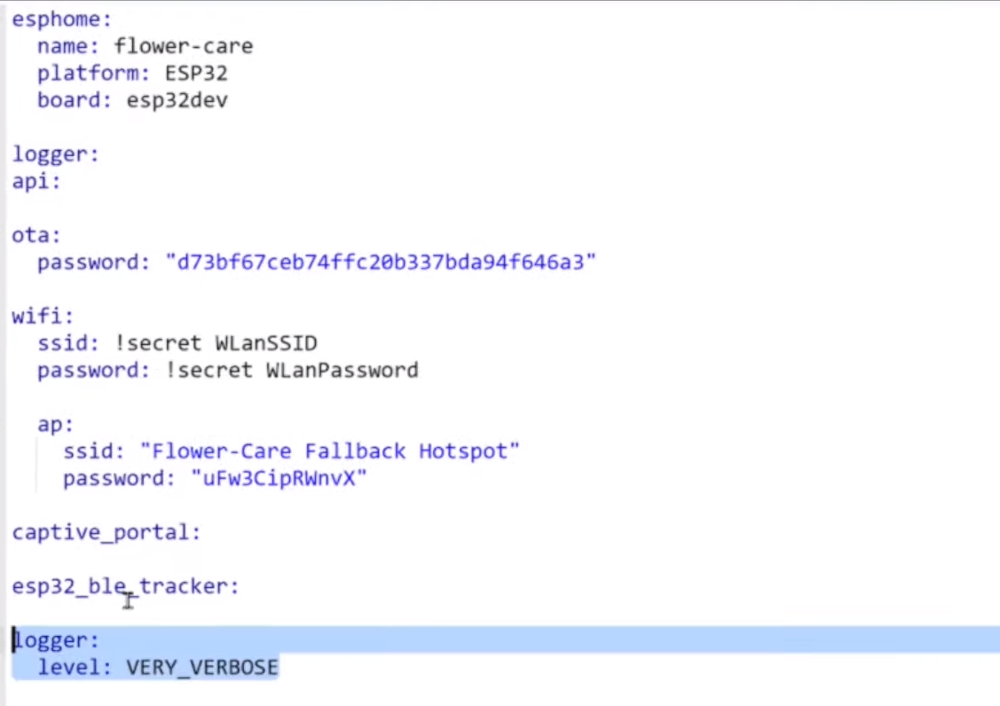 esphome:
  name: flower-care
  platform: ESP32
  board: esp32dev
logger:
api:
ota:
  password: "d73bf67ceb74ffc20b337bda94f646a3"
wifi:
  ssid: !secret WLanSSID
  password: !secret WLanPassword
  ap:
    ssid: "Flower-Care Fallback Hotspot"
    password: "uFw3CipRWnvX"
captive_portal:
esp32_ble_tracker:
logger:
  level: VERY_VERBOSE